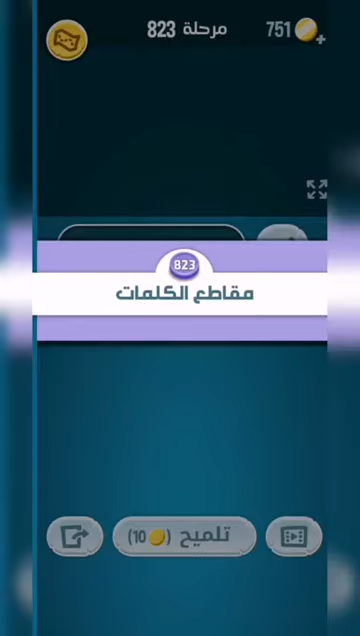 مرحلة 823
751
823
مقاطع الكلمات
تلميح (10)